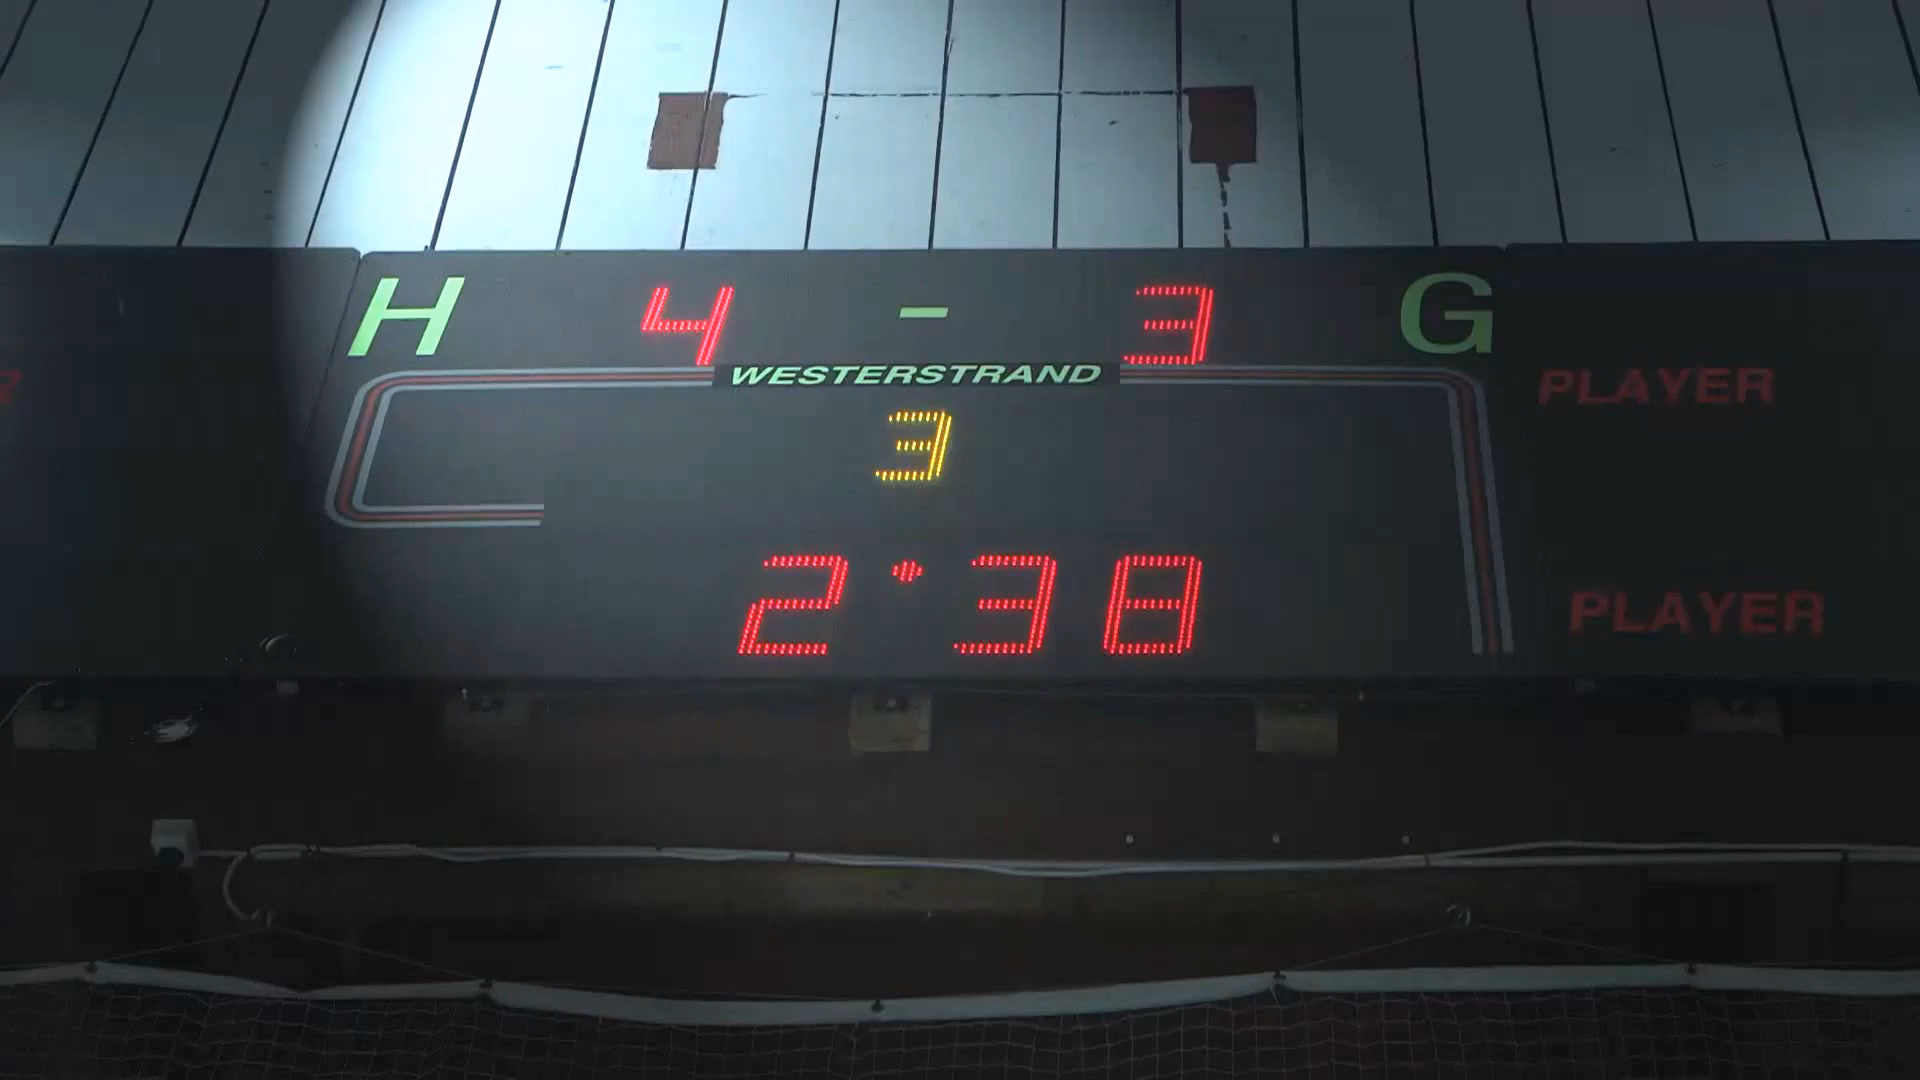 H 4 - 3 G
WESTERSTRAND
3
2:38
PLAYER
PLAYER